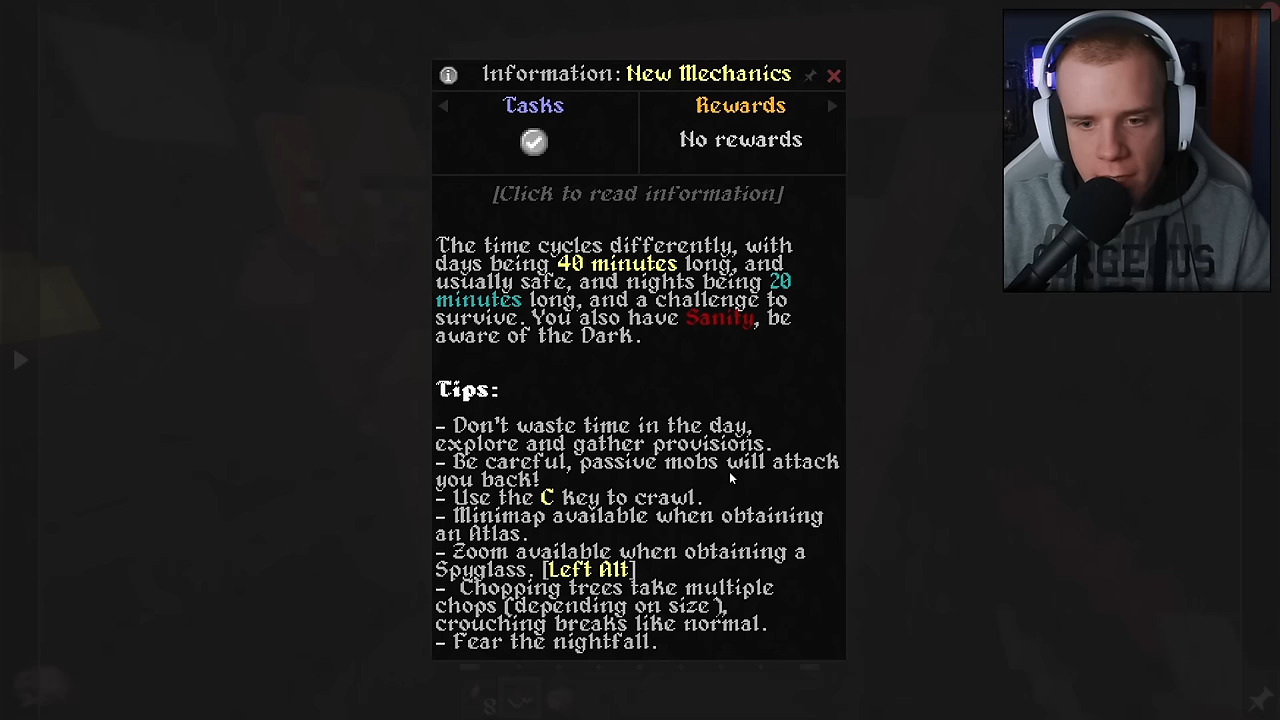 Information: New Mechanics
Tasks
Rewards
No rewards
[Click to read information]
The time cycles differently, with
days being 40 minutes long, and
usually safe, and nights being 20
minutes long, and a challenge to
survive. You also have Sanity, be
aware of the Dark.
Tips:
- Don't waste time in the day,
explore and gather provisions.
- Be careful, passive mobs will attack
you back!
- Use the C key to crawl.
- Minimap available when obtaining
an Atlas.
- Zoom available when obtaining a
Spyglass. [Left Alt]
- Chopping trees take multiple
chops (depending on size),
crouching breaks like normal.
- Fear the nightfall.
8